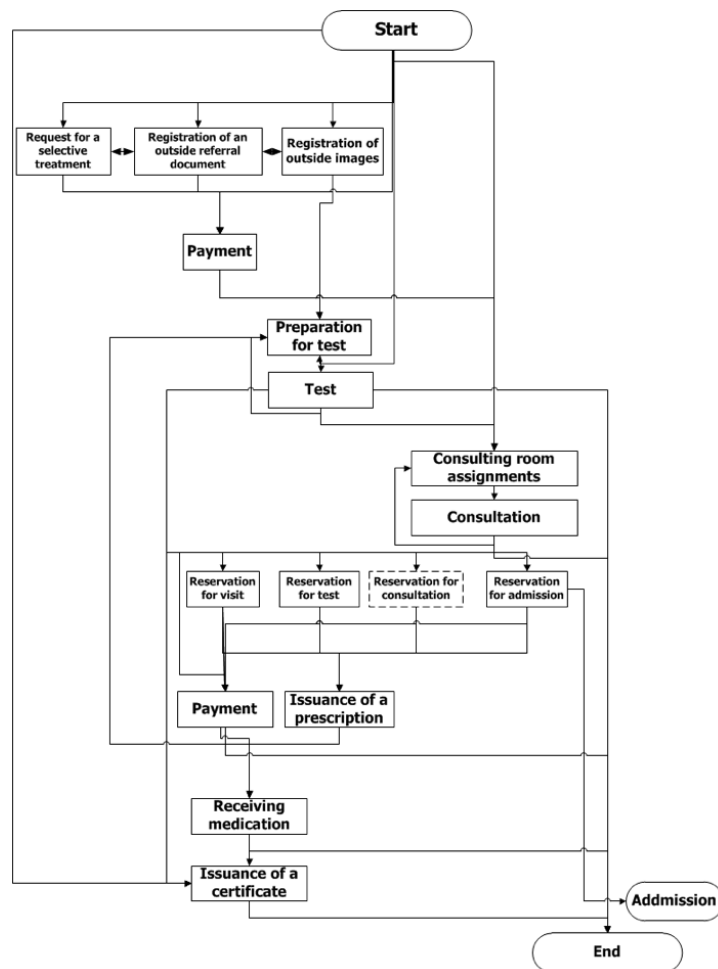 Start
Request for a
selective
treatment
Registration of an
outside referral
document
Registration of
outside images
Payment
Preparation
for test
Test
Consulting room
assignments
Consultation
Reservation
for visit
Reservation
for test
Reservation for
consultation
Reservation
for admission
Payment
Issuance of a
prescription
Receiving
medication
Issuance of a
certificate
Addmission
End